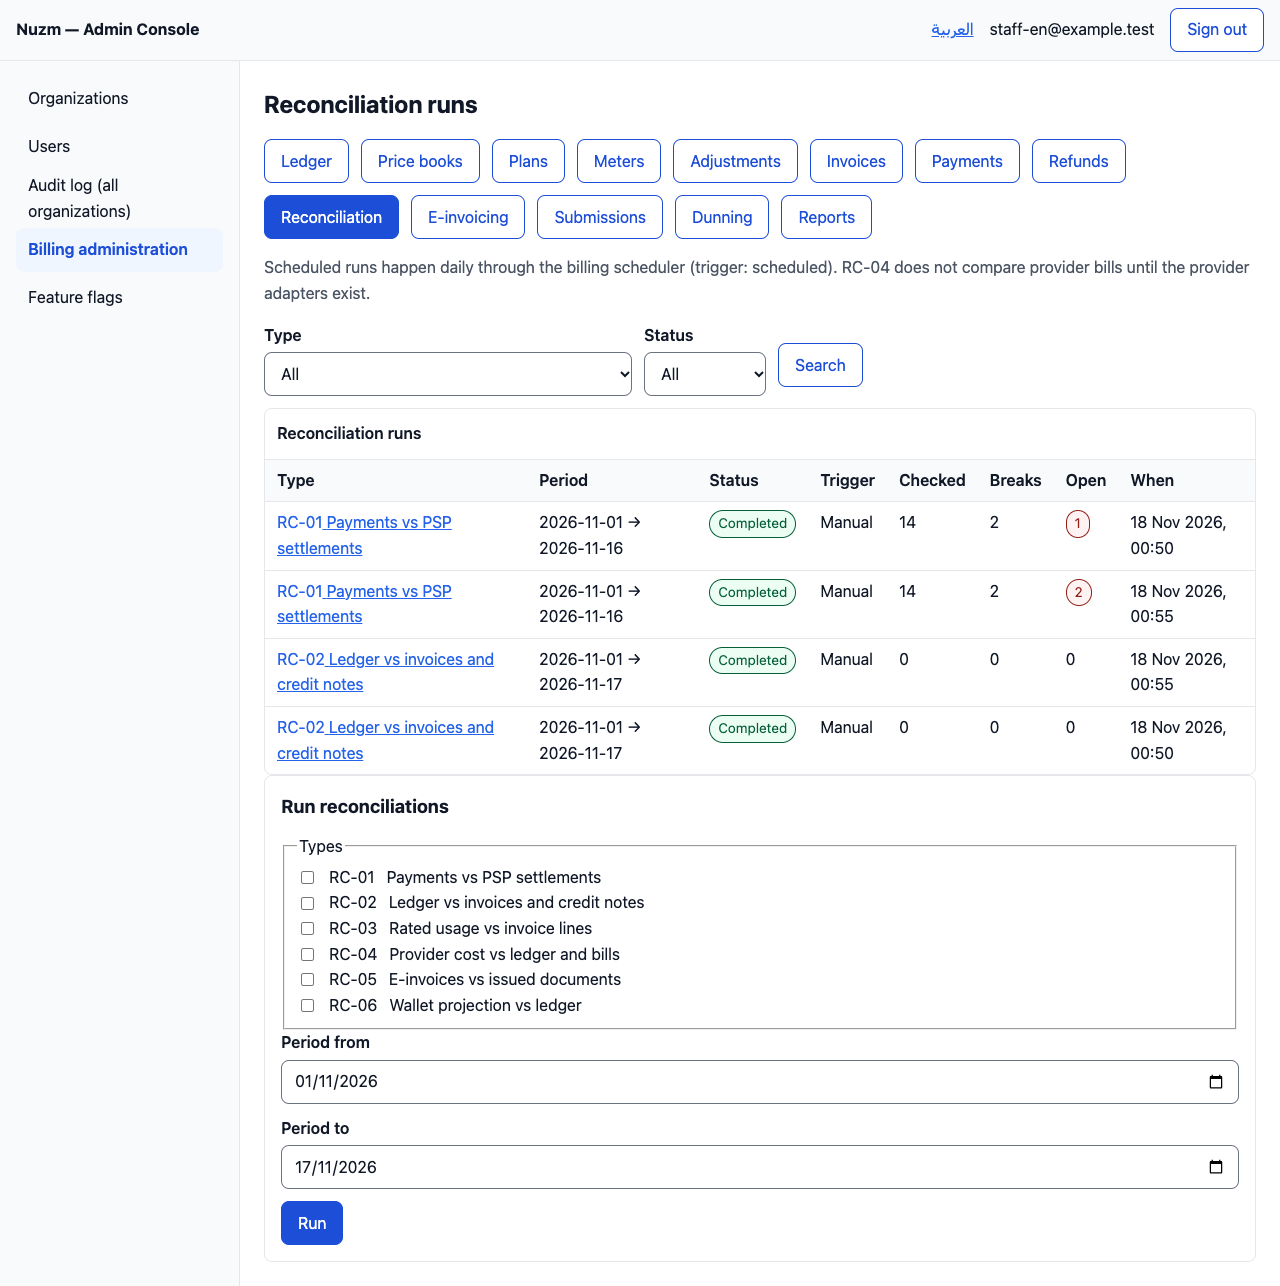 Nuzm — Admin Console
العربية
staff-en@example.test
Sign out
Organizations
Users
Audit log (all
organizations)
Billing administration
Feature flags
Reconciliation runs
Ledger
Price books
Plans
Meters
Adjustments
Invoices
Payments
Refunds
Reconciliation
E-invoicing
Submissions
Dunning
Reports
Scheduled runs happen daily through the billing scheduler (trigger: scheduled). RC-04 does not compare provider bills until the provider
adapters exist.
Type
Status
All
All
Search
Reconciliation runs
Type Period Status Trigger Checked Breaks Open When
RC-01 Payments vs PSP 2026-11-01 → Completed Manual 14 2 1 18 Nov 2026,
settlements 2026-11-16 00:50
RC-01 Payments vs PSP 2026-11-01 → Completed Manual 14 2 2 18 Nov 2026,
settlements 2026-11-16 00:55
RC-02 Ledger vs invoices and 2026-11-01 → Completed Manual 0 0 0 18 Nov 2026,
credit notes 2026-11-17 00:55
RC-02 Ledger vs invoices and 2026-11-01 → Completed Manual 0 0 0 18 Nov 2026,
credit notes 2026-11-17 00:50
Run reconciliations
Types
RC-01 Payments vs PSP settlements
RC-02 Ledger vs invoices and credit notes
RC-03 Rated usage vs invoice lines
RC-04 Provider cost vs ledger and bills
RC-05 E-invoices vs issued documents
RC-06 Wallet projection vs ledger
Period from
01/11/2026
Period to
17/11/2026
Run